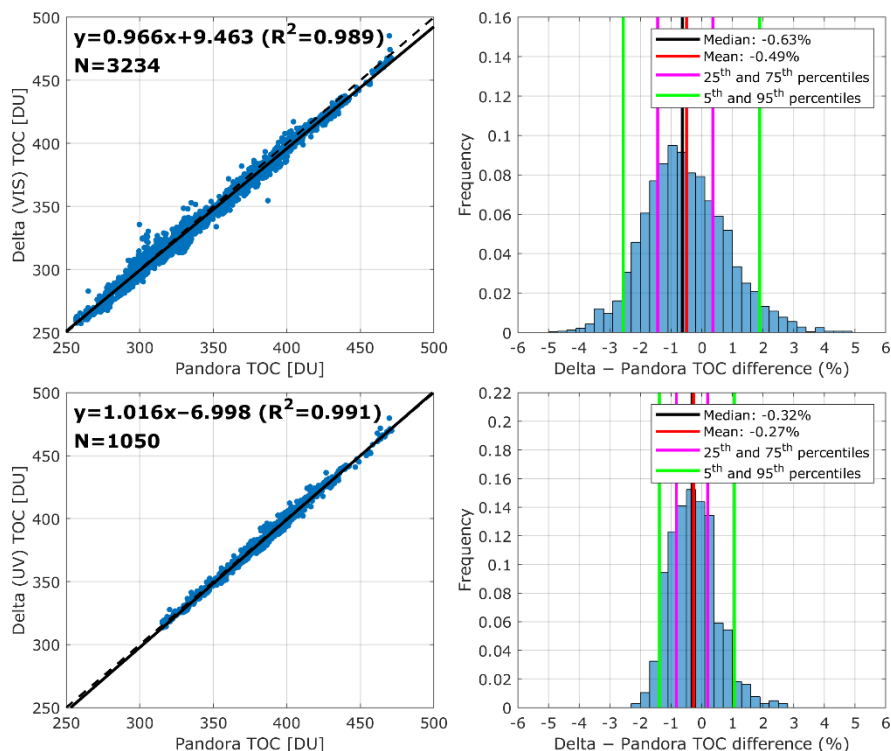 y=0.966x+9.463 (R²=0.989)
N=3234
500
450
400
350
300
250
Delta (VIS) TOC [DU]
250 300 350 400 450 500
Pandora TOC [DU]
0.16
0.14
0.12
0.1
0.08
0.06
0.04
0.02
0
Frequency
Median: -0.63%
Mean: -0.49%
25th and 75th percentiles
5th and 95th percentiles
-6 -5 -4 -3 -2 -1 0 1 2 3 4 5 6
Delta − Pandora TOC difference (%)
y=1.016x−6.998 (R²=0.991)
N=1050
500
450
400
350
300
250
Delta (UV) TOC [DU]
250 300 350 400 450 500
Pandora TOC [DU]
0.22
0.2
0.18
0.16
0.14
0.12
0.1
0.08
0.06
0.04
0.02
0
Frequency
Median: -0.32%
Mean: -0.27%
25th and 75th percentiles
5th and 95th percentiles
-6 -5 -4 -3 -2 -1 0 1 2 3 4 5 6
Delta − Pandora TOC difference (%)